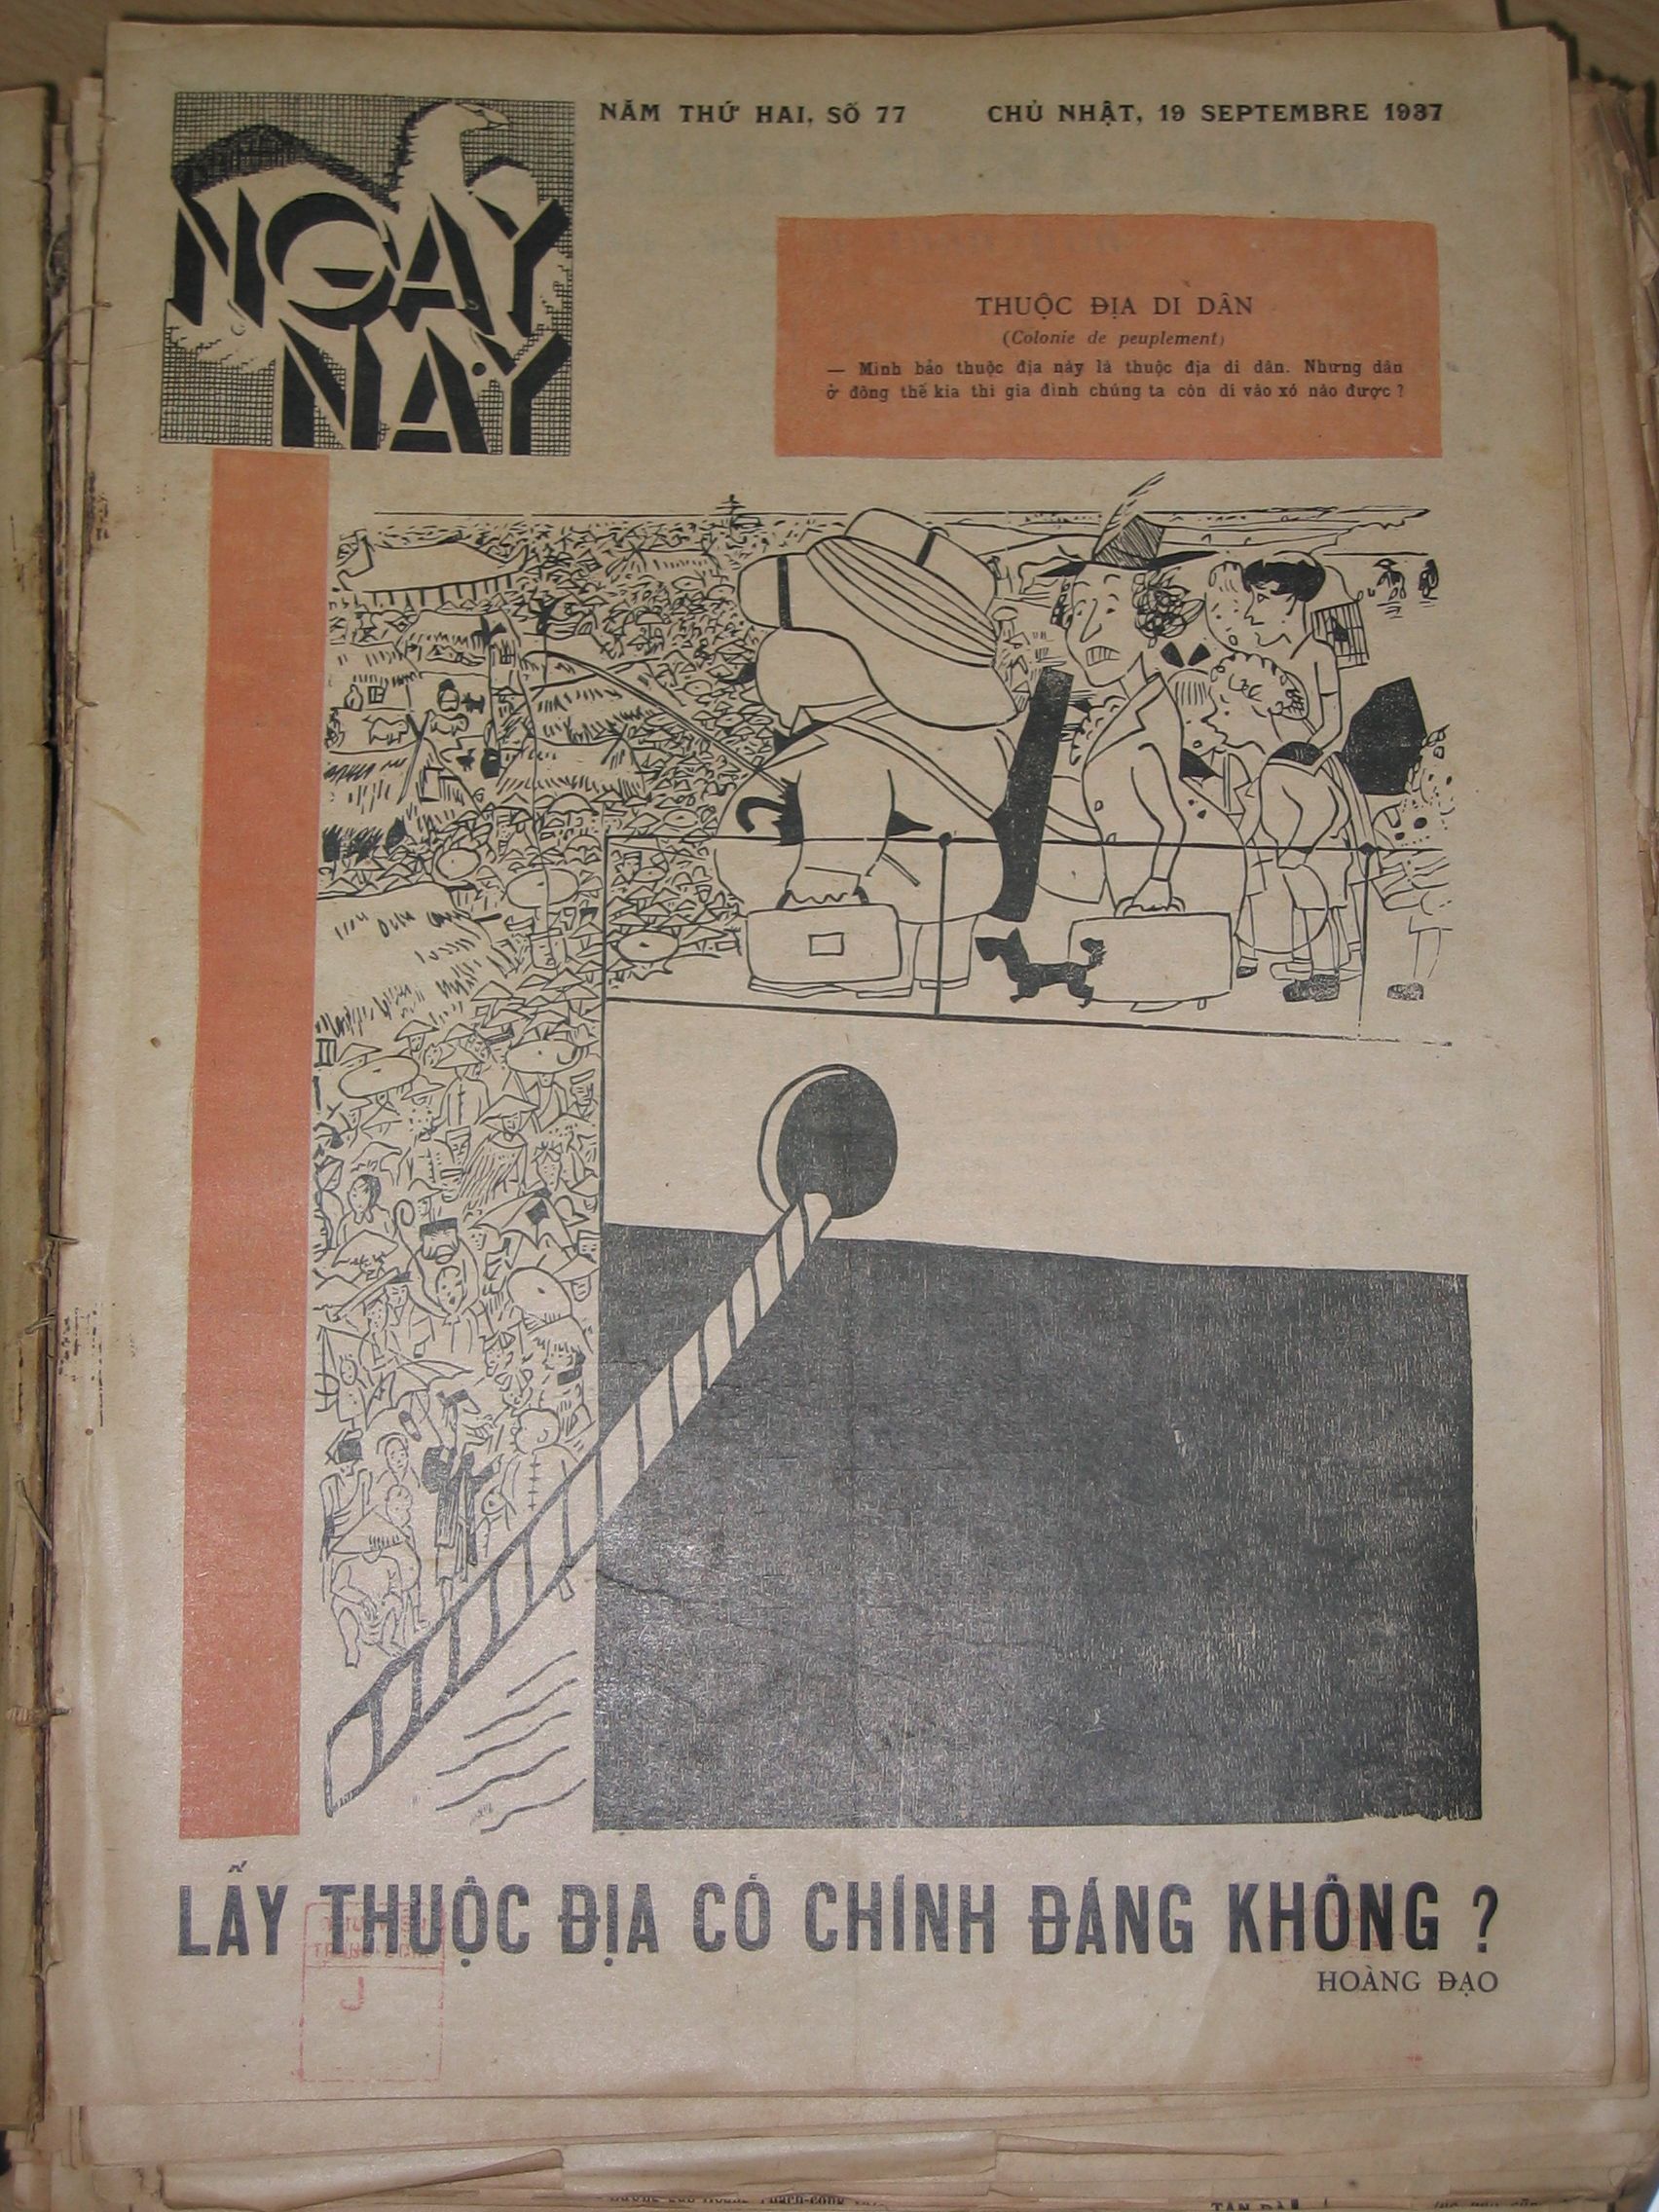 NGÀY
NAY
NĂM THỨ HAI, SỐ 77
CHỦ NHẬT, 19 SEPTEMBRE 1937
THUỘC ĐỊA DI DÂN
(Colonie de peuplement)
— Mình bảo thuộc địa này là thuộc địa di dân. Nhưng dân
ở đông thế kia thì gia đình chúng ta còn di vào xó nào được ?
LẤY THUỘC ĐỊA CÓ CHÍNH ĐÁNG KHÔNG ?
HOÀNG ĐẠO
J